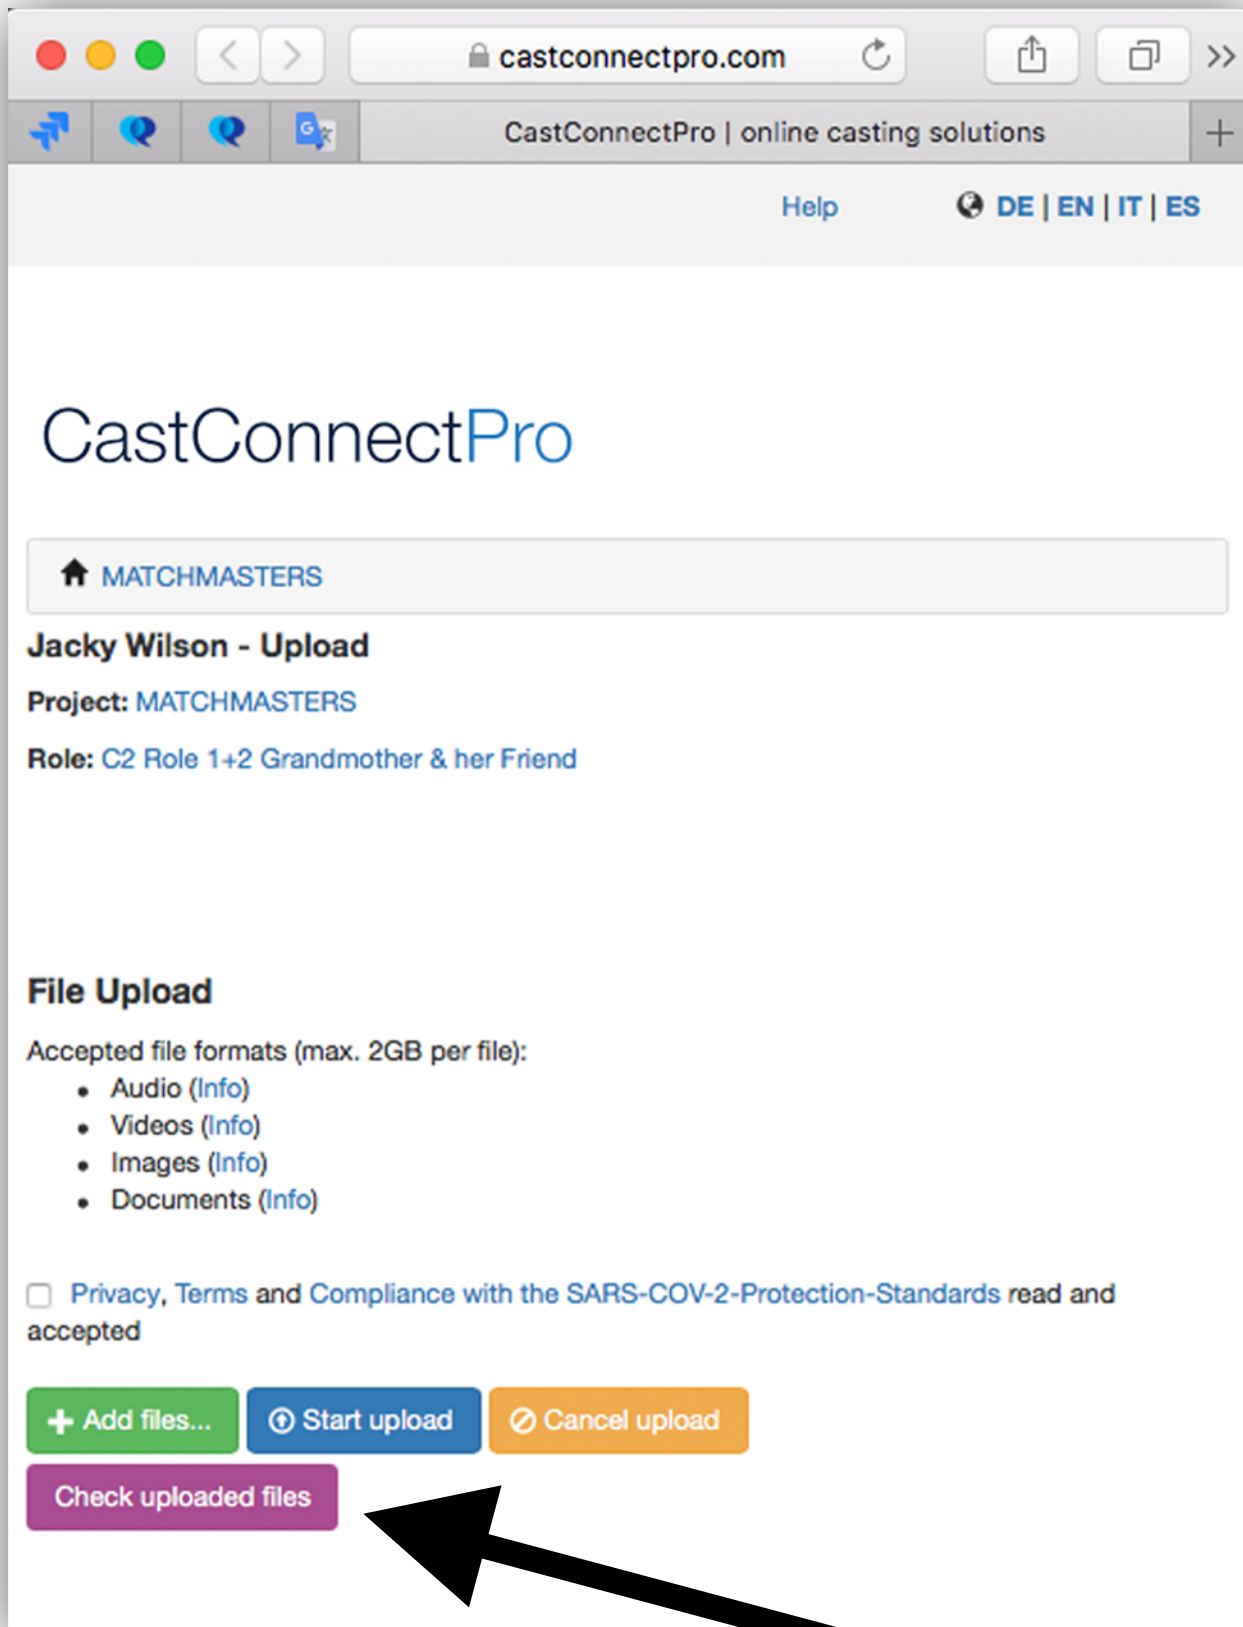 castconnectpro.com
CastConnectPro | online casting solutions
Help DE | EN | IT | ES
CastConnectPro
MATCHMASTERS
Jacky Wilson - Upload
Project: MATCHMASTERS
Role: C2 Role 1+2 Grandmother & her Friend
File Upload
Accepted file formats (max. 2GB per file):
• Audio (Info)
• Videos (Info)
• Images (Info)
• Documents (Info)
Privacy, Terms and Compliance with the SARS-COV-2-Protection-Standards read and
accepted
Add files...
Start upload
Cancel upload
Check uploaded files